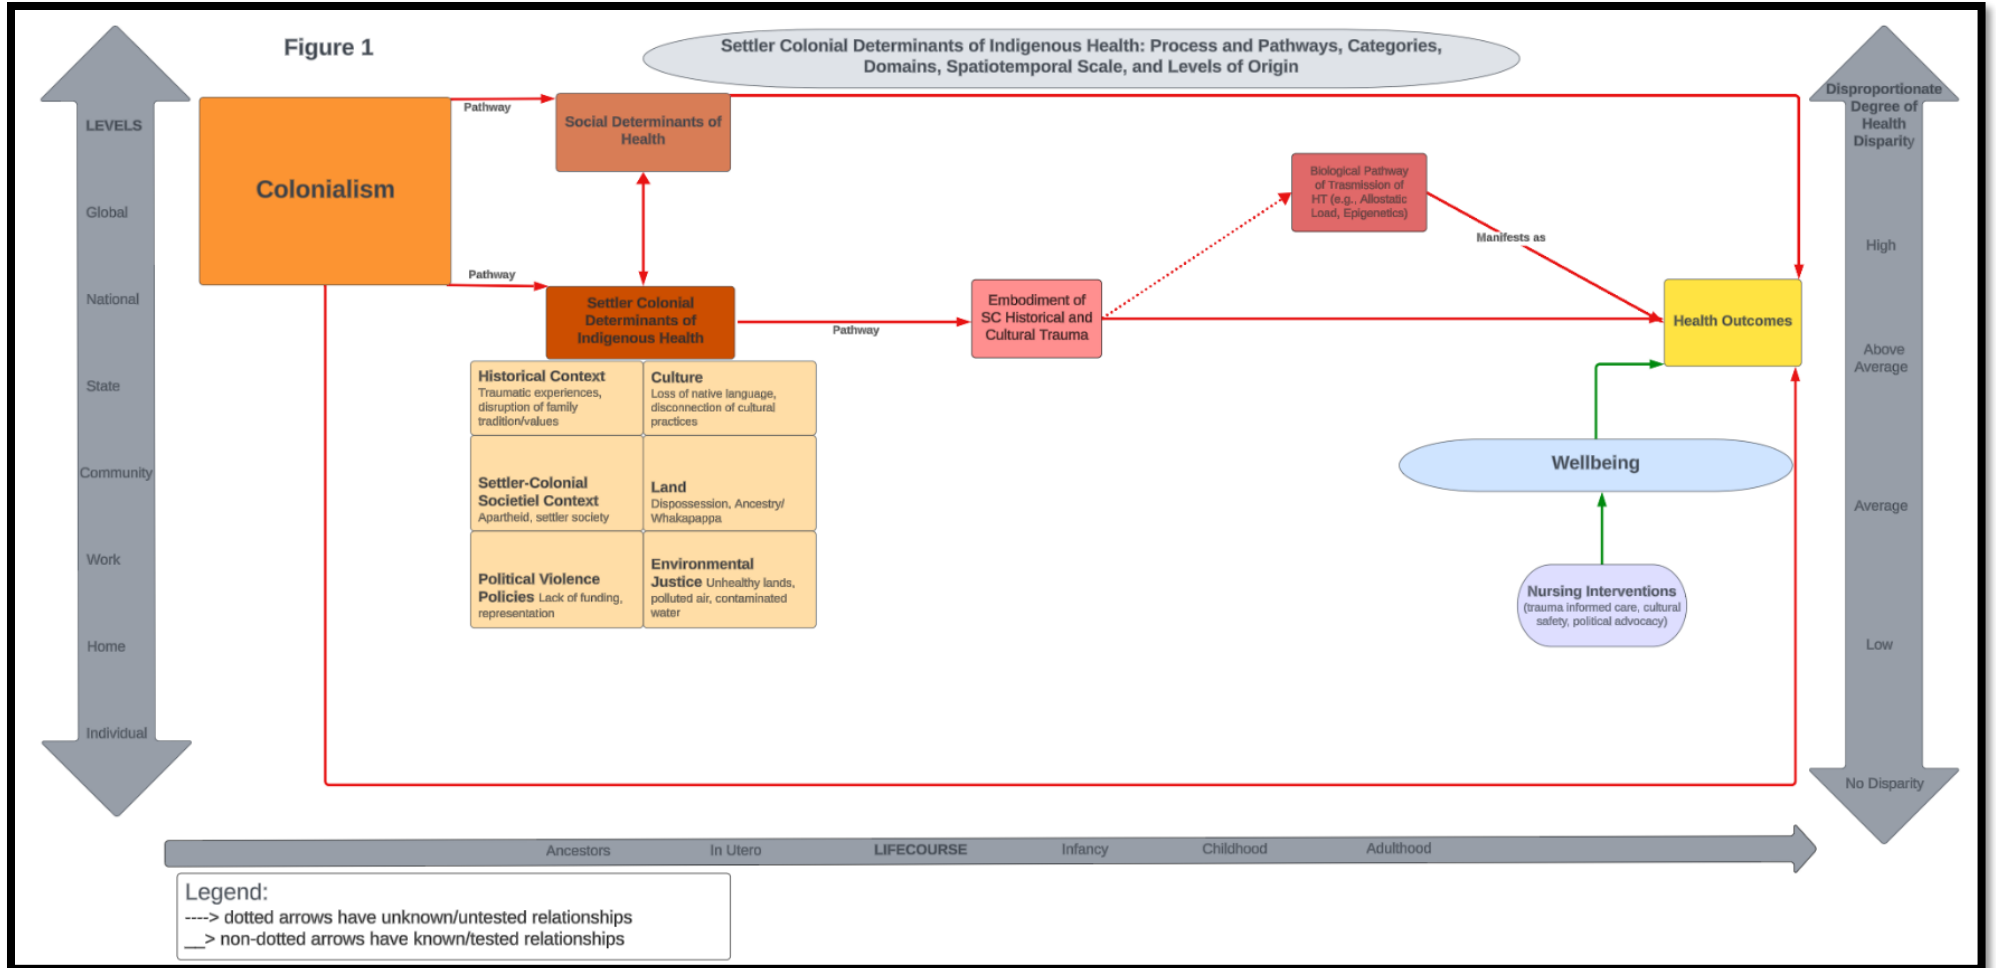 Figure 1
Settler Colonial Determinants of Indigenous Health: Process and Pathways, Categories,
Domains, Spatiotemporal Scale, and Levels of Origin
LEVELS
Global
National
State
Community
Work
Home
Individual
Colonialism
Pathway
Pathway
Social Determinants of
Health
Settler Colonial
Determinants of
Indigenous Health
Historical Context
Traumatic experiences,
disruption of family
tradition/values
Culture
Loss of native language,
disconnection of cultural
practices
Settler-Colonial
Societiel Context
Apartheid, settler society
Land
Dispossession, Ancestry/
Whakapappa
Political Violence
Policies Lack of funding,
representation
Environmental
Justice Unhealthy lands,
polluted air, contaminated
water
Pathway
Embodiment of
SC Historical and
Cultural Trauma
Biological Pathway
of Trasmission of
HT (e.g., Allostatic
Load, Epigenetics)
Manifests as
Health Outcomes
Wellbeing
Nursing Interventions
(trauma informed care, cultural
safety, political advocacy)
Disproportionate
Degree of
Health
Disparity
High
Above
Average
Average
Low
No Disparity
Ancestors In Utero LIFECOURSE Infancy Childhood Adulthood
Legend:
----> dotted arrows have unknown/untested relationships
__> non-dotted arrows have known/tested relationships